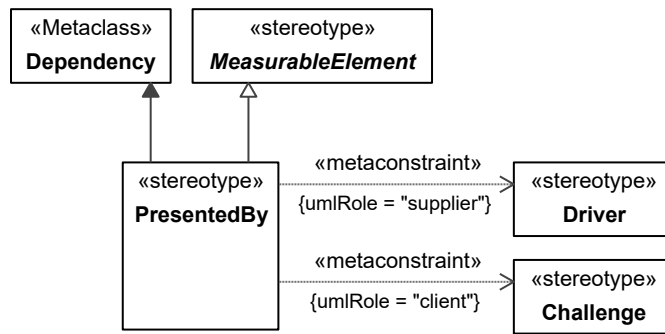 «Metaclass»
Dependency
«stereotype»
MeasurableElement
«stereotype»
PresentedBy
«metaconstraint»
{umlRole = "supplier"}
«stereotype»
Driver
«metaconstraint»
{umlRole = "client"}
«stereotype»
Challenge